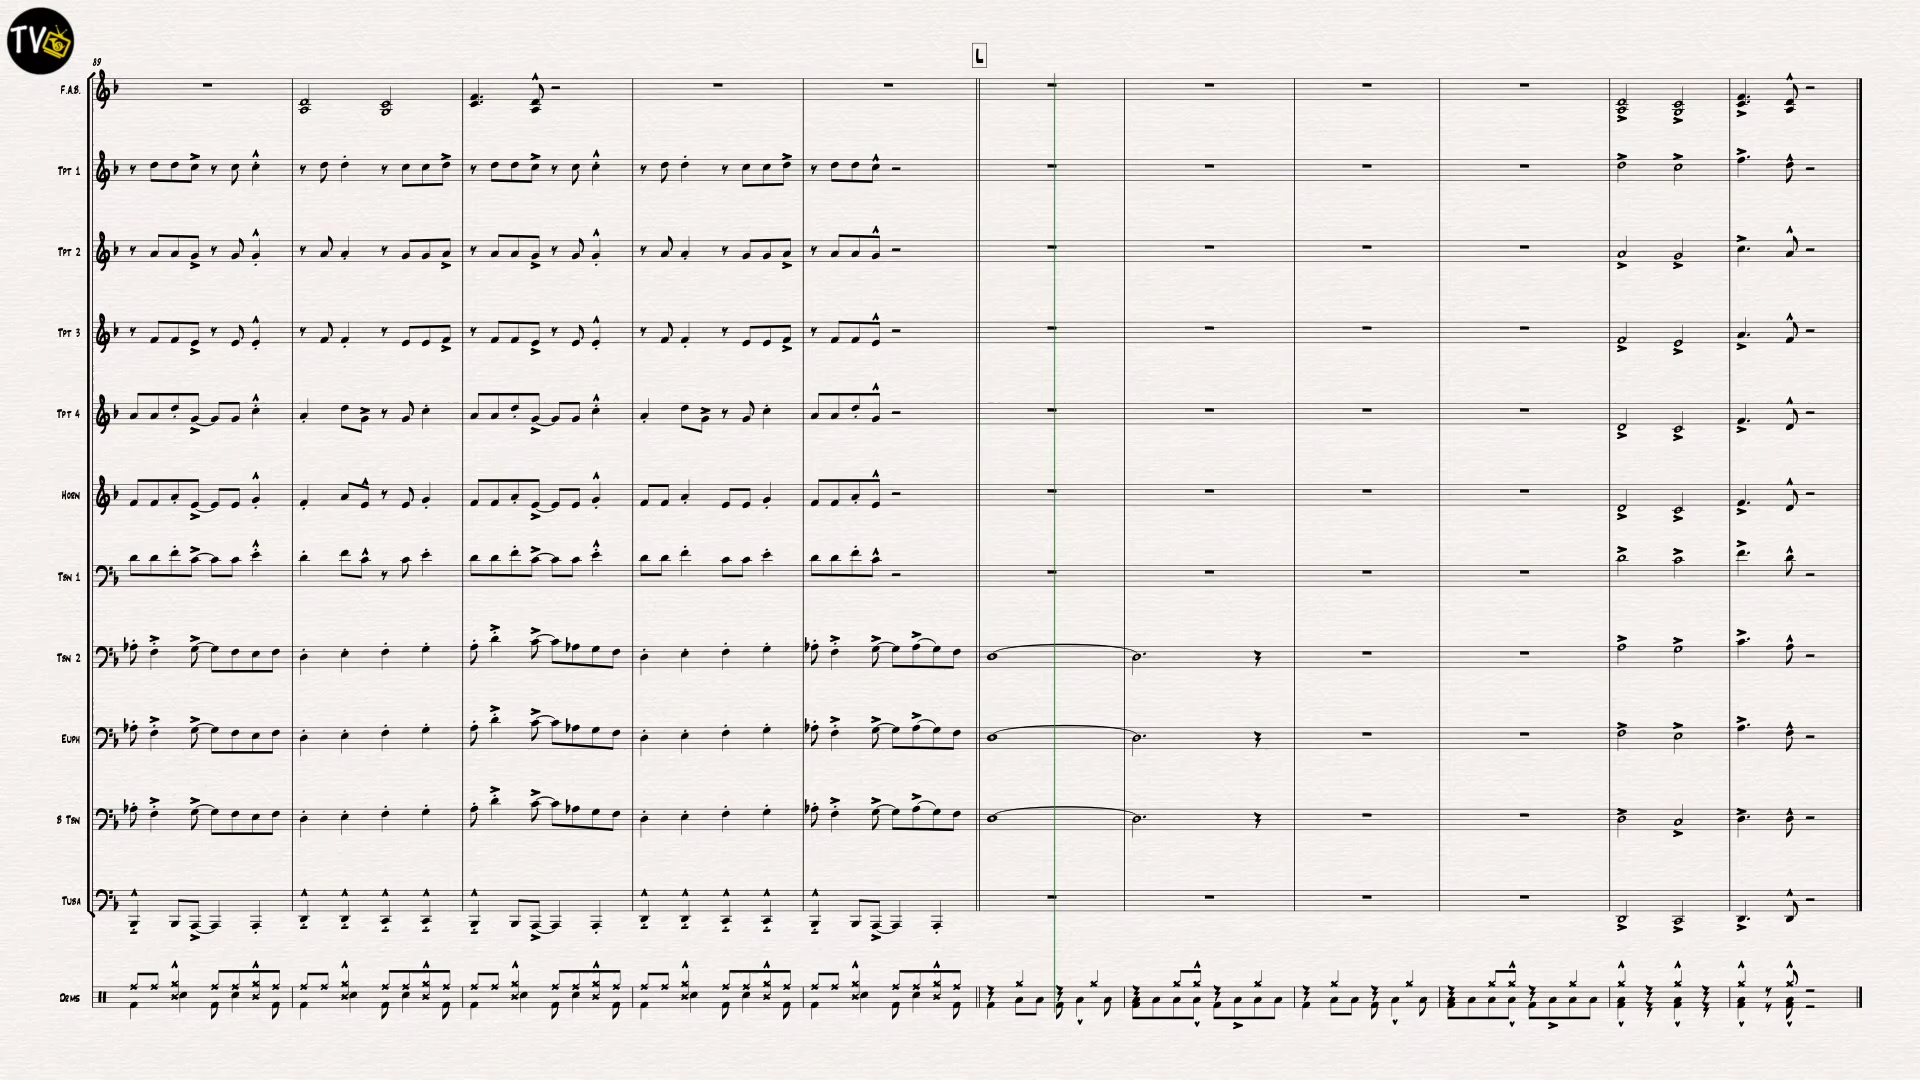 TV
89
L
F.A.B.
Tpt 1
Tpt 2
Tpt 3
Tpt 4
Horn
Tbn 1
Tbn 2
Euph
B Tbn
Tuba
Drms